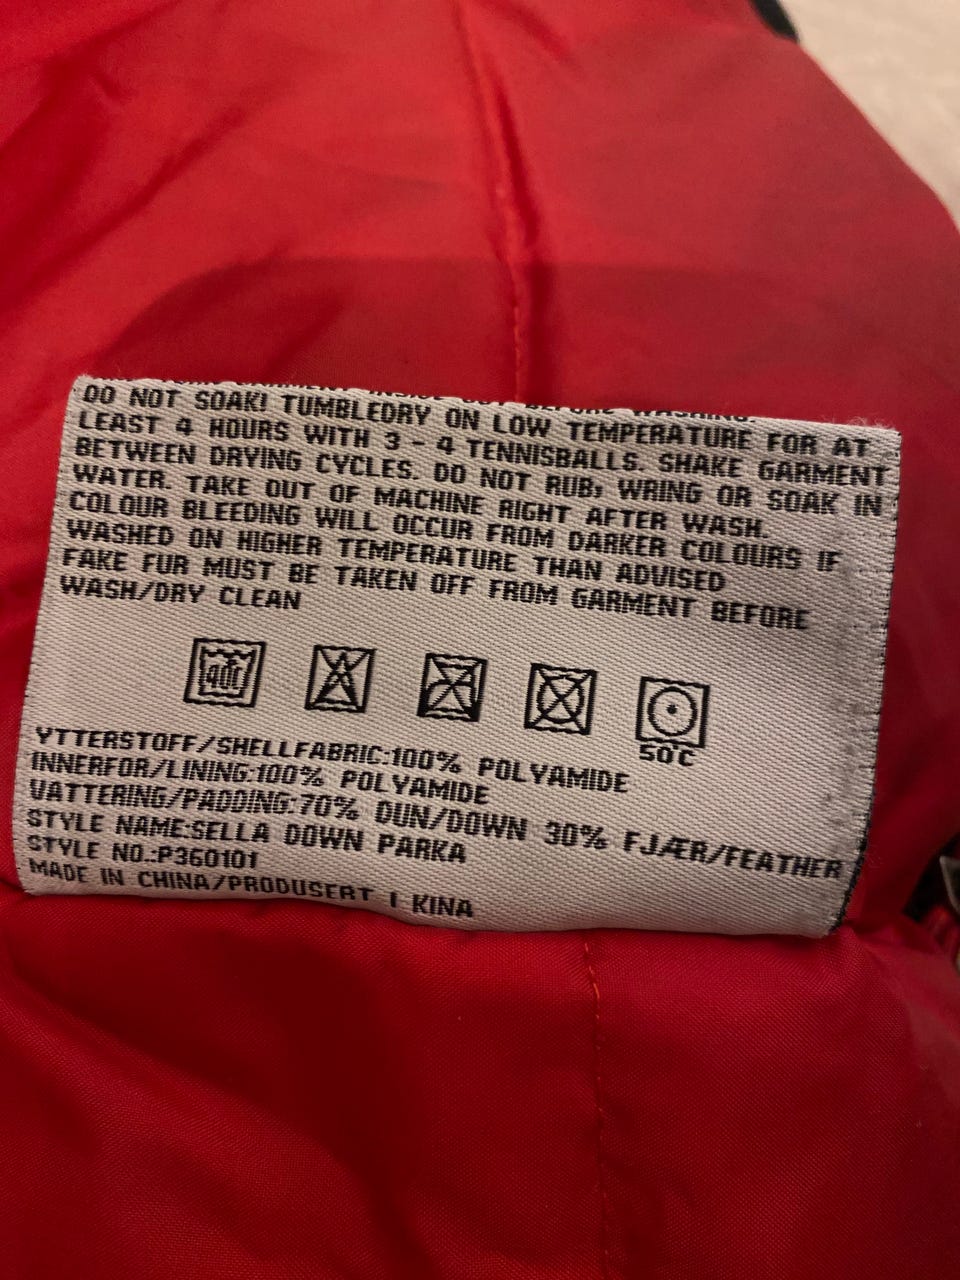 DO NOT SOAK! TUMBLEDRY ON LOW TEMPERATURE FOR AT
LEAST 4 HOURS WITH 3 - 4 TENNISBALLS. SHAKE GARMENT
BETWEEN DRYING CYCLES. DO NOT RUB, WRING OR SOAK IN
WATER. TAKE OUT OF MACHINE RIGHT AFTER WASH.
COLOUR BLEEDING WILL OCCUR FROM DARKER COLOURS IF
WASHED ON HIGHER TEMPERATURE THAN ADVISED
FAKE FUR MUST BE TAKEN OFF FROM GARMENT BEFORE
WASH/DRY CLEAN
50°C
YTTERSTOFF/SHELLFABRIC:100% POLYAMIDE
INNERFOR/LINING:100% POLYAMIDE
VATTERING/PADDING:70% DUN/DOWN 30% FJÆR/FEATHER
STYLE NAME:SELLA DOWN PARKA
STYLE NO.:P360101
MADE IN CHINA/PRODUSERT I KINA